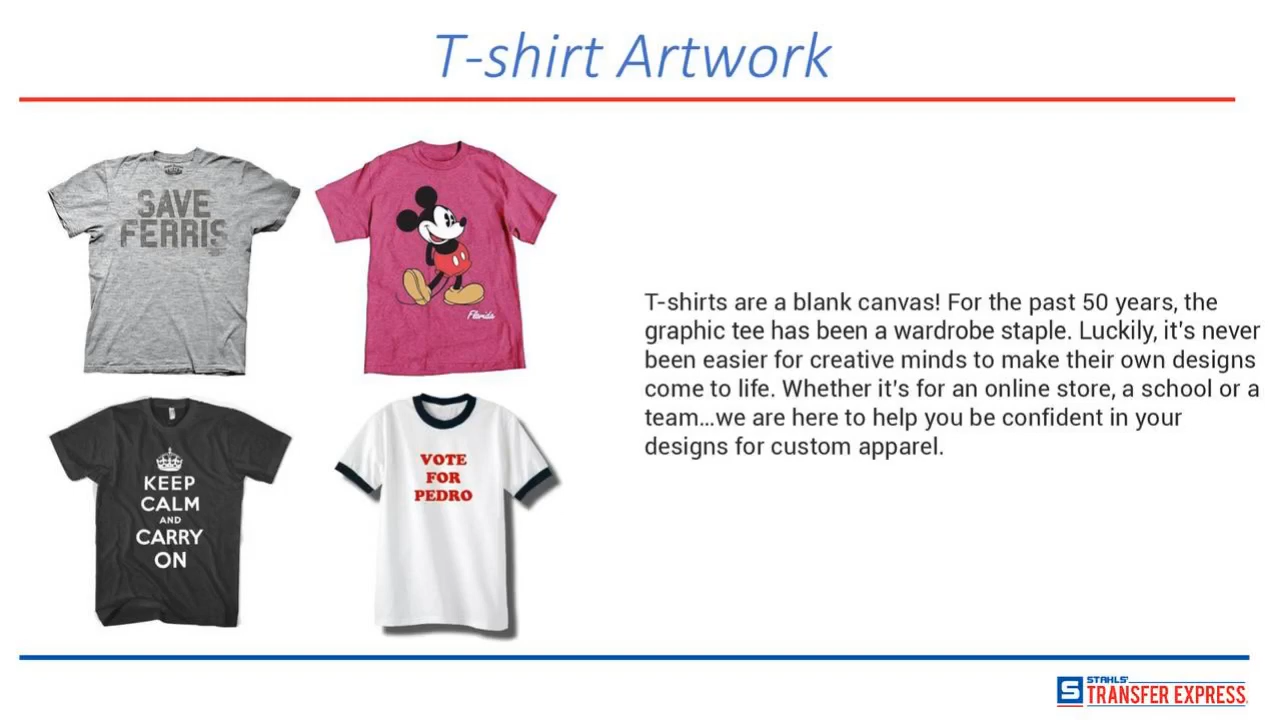 T-shirt Artwork
SAVE
FERRIS
Florida
KEEP
CALM
AND
CARRY
ON
VOTE
FOR
PEDRO
T-shirts are a blank canvas! For the past 50 years, the
graphic tee has been a wardrobe staple. Luckily, it's never
been easier for creative minds to make their own designs
come to life. Whether it's for an online store, a school or a
team...we are here to help you be confident in your
designs for custom apparel.
S STAHLS'
TRANSFER EXPRESS.